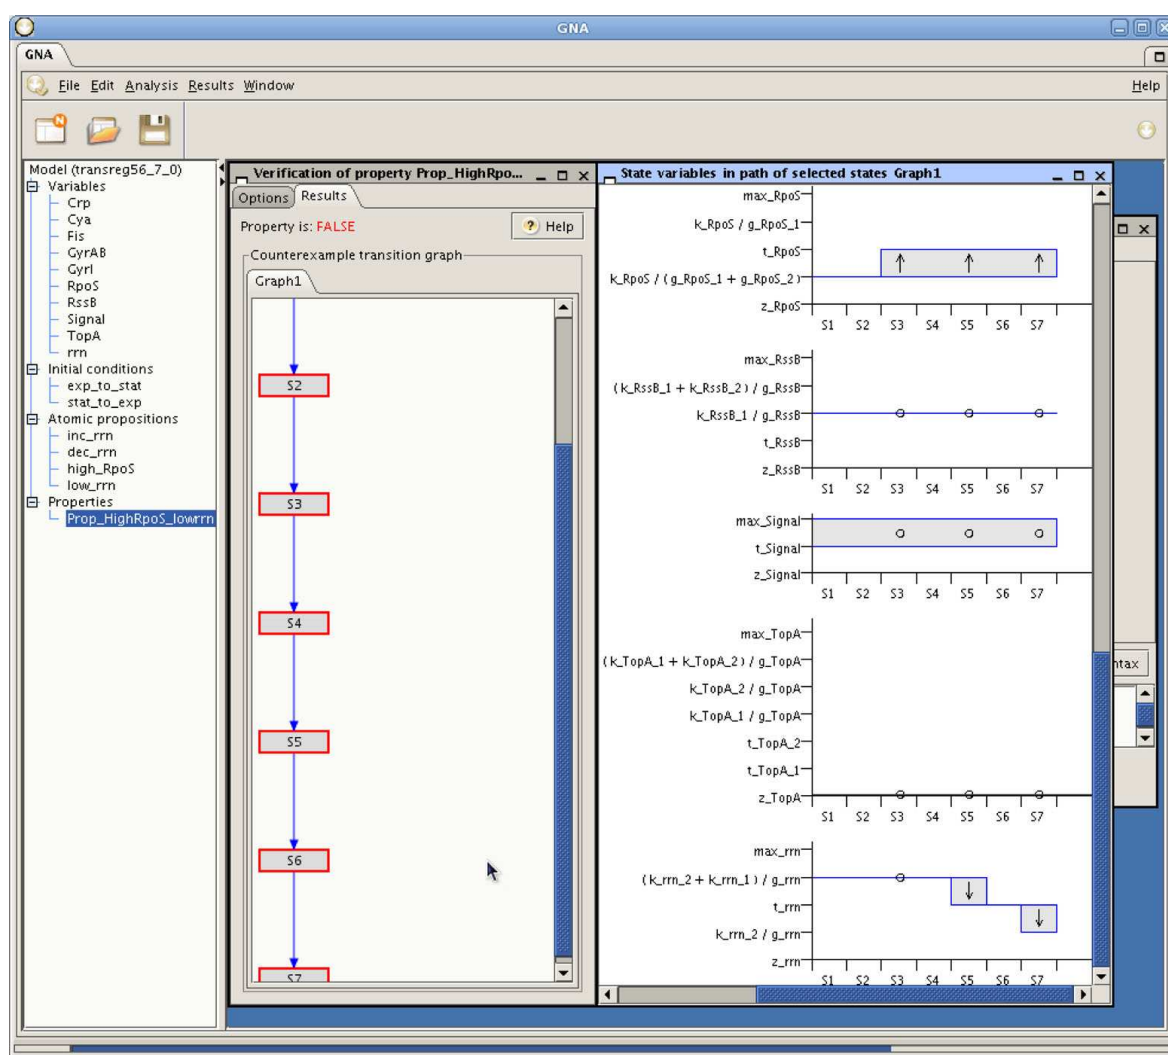 GNA
GNA
File Edit Analysis Results Window Help
N
Model (transreg56_7_0)
Variables
Crp
Cya
Fis
GyrAB
GyrI
RpoS
RssB
Signal
TopA
rrn
Initial conditions
exp_to_stat
stat_to_exp
Atomic propositions
inc_rrn
dec_rrn
high_RpoS
low_rrn
Properties
Prop_HighRpoS_lowrrn
Verification of property Prop_HighRpo...
Options Results
Property is: FALSE
? Help
Counterexample transition graph
Graph1
S2
S3
S4
S5
S6
S7
State variables in path of selected states Graph1
max_RpoS
k_RpoS / g_RpoS_1
t_RpoS
k_RpoS / (g_RpoS_1 + g_RpoS_2)
z_RpoS
S1 S2 S3 S4 S5 S6 S7
max_RssB
(k_RssB_1 + k_RssB_2) / g_RssB
k_RssB_1 / g_RssB
t_RssB
z_RssB
S1 S2 S3 S4 S5 S6 S7
max_Signal
t_Signal
z_Signal
S1 S2 S3 S4 S5 S6 S7
max_TopA
(k_TopA_1 + k_TopA_2) / g_TopA
k_TopA_2 / g_TopA
k_TopA_1 / g_TopA
t_TopA_2
t_TopA_1
z_TopA
S1 S2 S3 S4 S5 S6 S7
max_rrn
(k_rrn_2 + k_rrn_1) / g_rrn
t_rrn
k_rrn_2 / g_rrn
z_rrn
S1 S2 S3 S4 S5 S6 S7
ntax